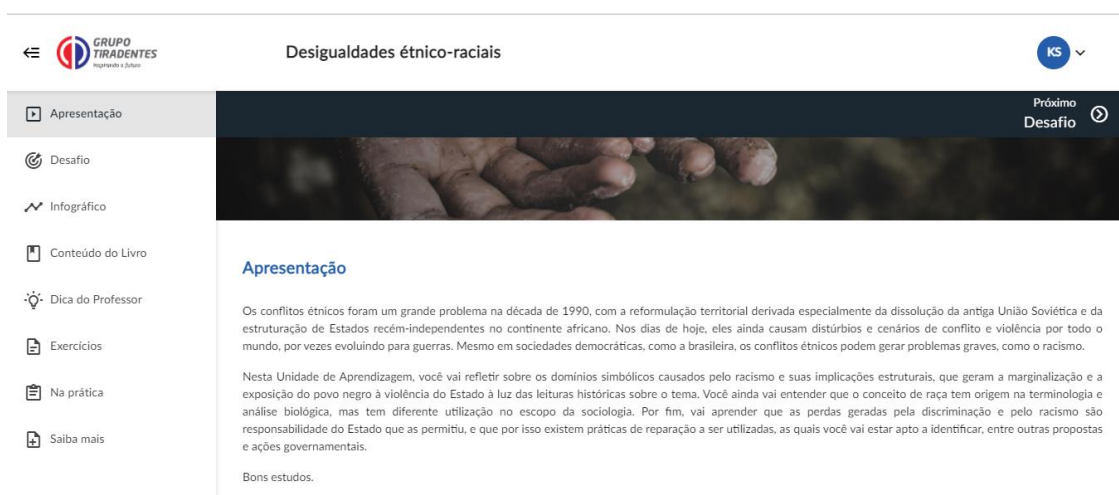 GRUPO
TIRADENTES
inspirando o futuro
Desigualdades étnico-raciais
KS
Apresentação
Desafio
Infográfico
Conteúdo do Livro
Dica do Professor
Exercícios
Na prática
Saiba mais
Próximo
Desafio
Apresentação
Os conflitos étnicos foram um grande problema na década de 1990, com a reformulação territorial derivada especialmente da dissolução da antiga União Soviética e da
estruturação de Estados recém-independentes no continente africano. Nos dias de hoje, eles ainda causam distúrbios e cenários de conflito e violência por todo o
mundo, por vezes evoluindo para guerras. Mesmo em sociedades democráticas, como a brasileira, os conflitos étnicos podem gerar problemas graves, como o racismo.
Nesta Unidade de Aprendizagem, você vai refletir sobre os domínios simbólicos causados pelo racismo e suas implicações estruturais, que geram a marginalização e a
exposição do povo negro à violência do Estado à luz das leituras históricas sobre o tema. Você ainda vai entender que o conceito de raça tem origem na terminologia e
análise biológica, mas tem diferente utilização no escopo da sociologia. Por fim, vai aprender que as perdas geradas pela discriminação e pelo racismo são
responsabilidade do Estado que as permitiu, e que por isso existem práticas de reparação a ser utilizadas, as quais você vai estar apto a identificar, entre outras propostas
e ações governamentais.
Bons estudos.